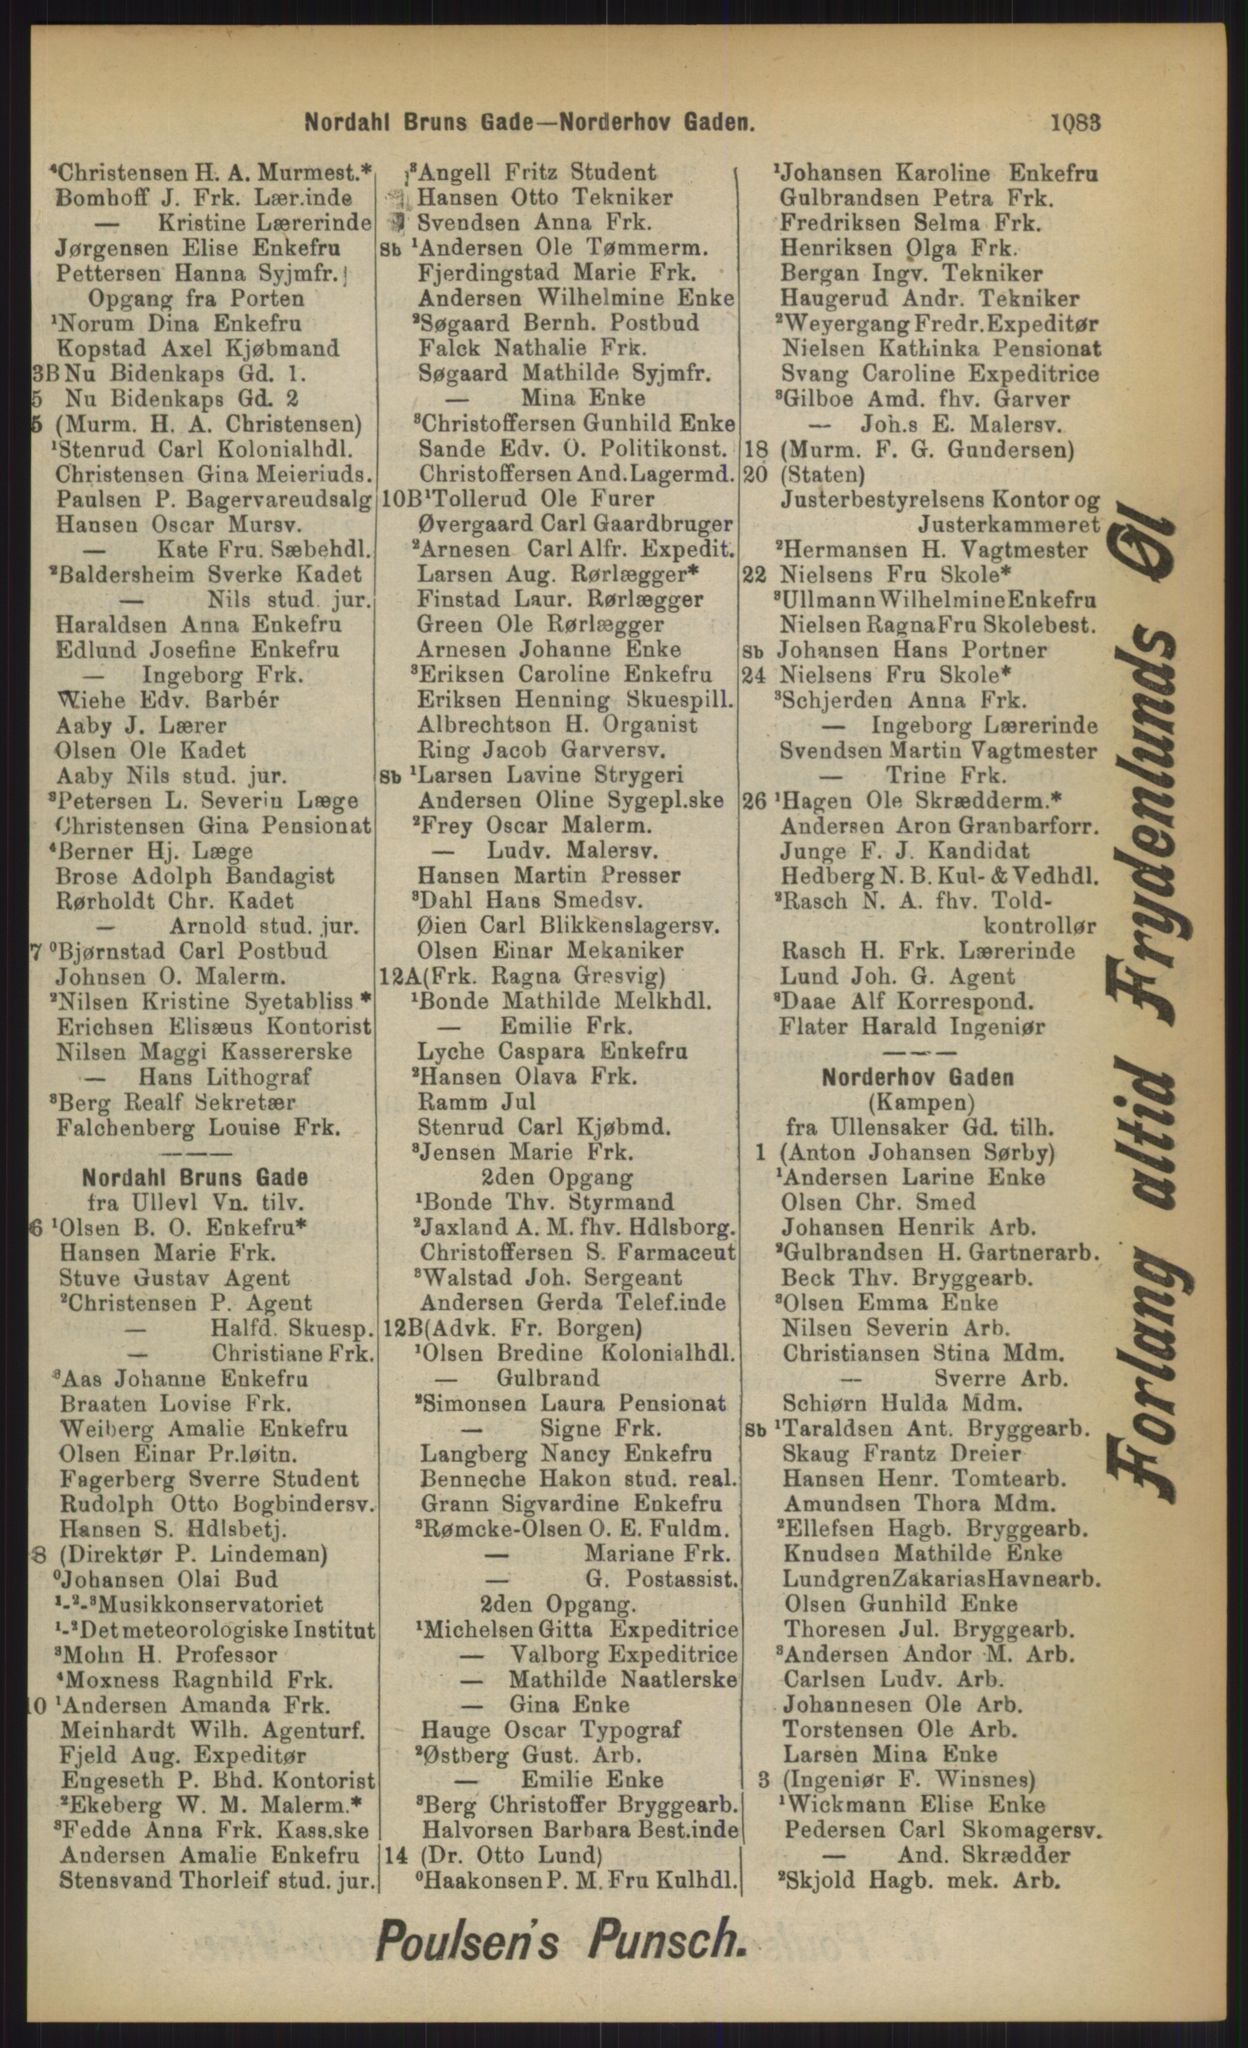 Nordahl Bruns Gade—Norderhov Gaden. 1083
⁴Christensen H. A. Murmest.*
Bomhoff J. Frk. Lær.inde
— Kristine Lærerinde
Jørgensen Elise Enkefru
Pettersen Hanna Syjmfr.
Opgang fra Porten
¹Norum Dina Enkefru
Kopstad Axel Kjøbmand
3B Nu Bidenkaps Gd. 1.
5 Nu Bidenkaps Gd. 2
5 (Murm. H. A. Christensen)
¹Stenrud Carl Kolonialhdl.
Christensen Gina Meieriuds.
Paulsen P. Bagervareudsalg
Hansen Oscar Mursv.
— Kate Fru. Sæbehdl.
²Baldersheim Sverke Kadet
— Nils stud. jur.
Haraldsen Anna Enkefru
Edlund Josefine Enkefru
— Ingeborg Frk.
Wiehe Edv. Barbér
Aaby J. Lærer
Olsen Ole Kadet
Aaby Nils stud. jur.
³Petersen L. Severin Læge
Christensen Gina Pensionat
⁴Berner Hj. Læge
Brose Adolph Bandagist
Rørholdt Chr. Kadet
— Arnold stud. jur.
7 ⁰Bjørnstad Carl Postbud
Johnsen O. Malerm.
²Nilsen Kristine Syetabliss*
Erichsen Elisæus Kontorist
Nilsen Maggi Kassererske
— Hans Lithograf
³Berg Realf Sekretær
Falchenberg Louise Frk.
Nordahl Bruns Gade
fra Ullevl Vn. tilv.
6 ¹Olsen B. O. Enkefru*
Hansen Marie Frk.
Stuve Gustav Agent
²Christensen P. Agent
— Halfd. Skuesp.
— Christiane Frk.
³Aas Johanne Enkefru
Braaten Lovise Frk.
Weiberg Amalie Enkefru
Olsen Einar Pr.løitn.
Fagerberg Sverre Student
Rudolph Otto Bogbindersv.
Hansen S. Hdlsbetj.
8 (Direktør P. Lindeman)
⁰Johansen Olai Bud
¹-²-³Musikkonservatoriet
¹-²Det meteorologiske Institut
³Mohn H. Professor
⁴Moxness Ragnhild Frk.
10 ¹Andersen Amanda Frk.
Meinhardt Wilh. Agenturf.
Fjeld Aug. Expeditør
Engeseth P. Bhd. Kontorist
²Ekeberg W. M. Malerm.*
³Fedde Anna Frk. Kass.ske
Andersen Amalie Enkefru
Stensvand Thorleif stud. jur.
³Angell Fritz Student
Hansen Otto Tekniker
Svendsen Anna Frk.
Sb ¹Andersen Ole Tømmerm.
Fjerdingstad Marie Frk.
Andersen Wilhelmine Enke
²Søgaard Bernh. Postbud
Falck Nathalie Frk.
Søgaard Mathilde Syjmfr.
— Mina Enke
³Christoffersen Gunhild Enke
Sande Edv. O. Politikonst.
Christoffersen And. Lagermd.
10B ¹Tollerud Ole Furer
Øvergaard Carl Gaardbruger
²Arnesen Carl Alfr. Expedit.
Larsen Aug. Rørlægger*
Finstad Laur. Rørlægger
Green Ole Rørlægger
Arnesen Johanne Enke
³Eriksen Caroline Enkefru
Eriksen Henning Skuespill.
Albrechtson H. Organist
Ring Jacob Garversv.
Sb ¹Larsen Lavine Strygeri
Andersen Oline Sygepl.ske
²Frey Oscar Malerm.
— Ludv. Malersv.
Hansen Martin Presser
³Dahl Hans Smedsv.
Øien Carl Blikkenslagersv.
Olsen Einar Mekaniker
12A (Frk. Ragna Gresvig)
¹Bonde Mathilde Melkhdl.
— Emilie Frk.
Lyche Caspara Enkefru
²Hansen Olava Frk.
Ramm Jul
Stenrud Carl Kjøbmd.
³Jensen Marie Frk.
2den Opgang
¹Bonde Thv. Styrmand
²Jaxland A. M. fhv. Hdlsborg.
Christoffersen S. Farmaceut
³Walstad Joh. Sergeant
Andersen Gerda Telef.inde
12B (Advk. Fr. Borgen)
¹Olsen Bredine Kolonialhdl.
— Gulbrand
²Simonsen Laura Pensionat
— Signe Frk.
Langberg Nancy Enkefru
Benneche Hakon stud. real.
Grann Sigvardine Enkefru
³Rømcke-Olsen O. E. Fuldm.
— Mariane Frk.
— G. Postassist.
2den Opgang.
¹Michelsen Gitta Expeditrice
— Valborg Expeditrice
— Mathilde Naatlerske
— Gina Enke
Hauge Oscar Typograf
²Østberg Gust. Arb.
— Emilie Enke
³Berg Christoffer Bryggearb.
Halvorsen Barbara Best.inde
14 (Dr. Otto Lund)
⁰Haakonsen P. M. Fru Kulhdl.
¹Johansen Karoline Enkefru
Gulbrandsen Petra Frk.
Fredriksen Selma Frk.
Henriksen Olga Frk.
Bergan Ingv. Tekniker
Haugerud Andr. Tekniker
²Weyergang Fredr. Expeditør
Nielsen Kathinka Pensionat
Svang Caroline Expeditrice
³Gilboe Amd. fhv. Garver
— Joh.s E. Malersv.
18 (Murm. F. G. Gundersen)
20 (Staten)
Justerbestyrelsens Kontor og
Justerkammeret
²Hermansen H. Vagtmester
22 Nielsens Fru Skole*
³Ullmann Wilhelmine Enkefru
Nielsen Ragna Fru Skolebest.
Sb Johansen Hans Portner
24 Nielsens Fru Skole*
³Schjerden Anna Frk.
— Ingeborg Lærerinde
Svendsen Martin Vagtmester
— Trine Frk.
26 ¹Hagen Ole Skrædderm.*
Andersen Aron Granbarforr.
Junge F. J. Kandidat
Hedberg N. B. Kul- & Vedhdl.
²Rasch N. A. fhv. Told-
kontrollør
Rasch H. Frk. Lærerinde
Lund Joh. G. Agent
³Daae Alf Korrespond.
Flater Harald Ingeniør
Norderhov Gaden
(Kampen)
fra Ullensaker Gd. tilh.
1 (Anton Johansen Sørby)
¹Andersen Larine Enke
Olsen Chr. Smed
Johansen Henrik Arb.
²Gulbrandsen H. Gartnerarb.
Beck Thv. Bryggearb.
³Olsen Emma Enke
Nilsen Severin Arb.
Christiansen Stina Mdm.
— Sverre Arb.
Schiørn Hulda Mdm.
Sb ¹Taraldsen Ant. Bryggearb.
Skaug Frantz Dreier
Hansen Henr. Tomtearb.
Amundsen Thora Mdm.
²Ellefsen Hagb. Bryggearb.
Knudsen Mathilde Enke
Lundgren Zakarias Havnearb.
Olsen Gunhild Enke
Thoresen Jul. Bryggearb.
³Andersen Andor M. Arb.
Carlsen Ludv. Arb.
Johannesen Ole Arb.
Torstensen Ole Arb.
Larsen Mina Enke
3 (Ingeniør F. Winsnes)
¹Wickmann Elise Enke
Pedersen Carl Skomagersv.
— And. Skrædder
²Skjold Hagb. mek. Arb.
Forlang altid Frydenlunds Øl
Poulsen's Punsch.